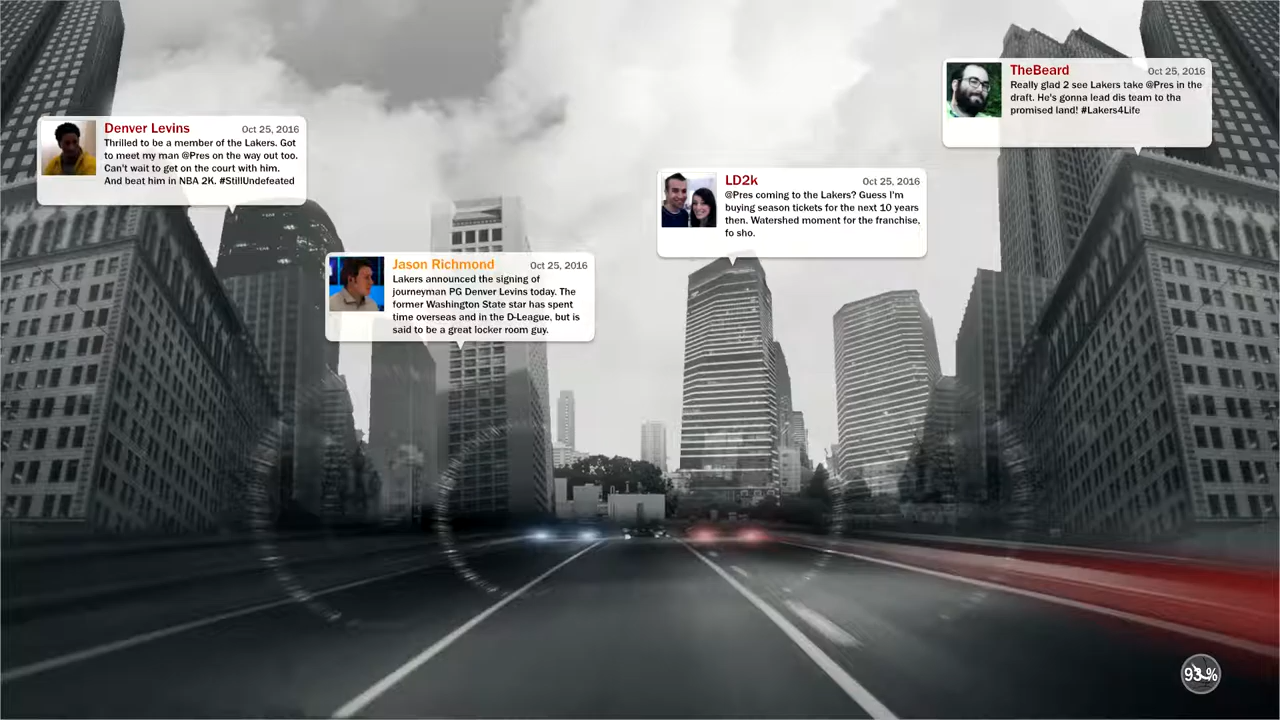 Denver Levins
Oct 25, 2016
Thrilled to be a member of the Lakers. Got
to meet my man @Pres on the way out too.
Can't wait to get on the court with him.
And beat him in NBA 2K. #StillUndefeated
Jason Richmond
Oct 25, 2016
Lakers announced the signing of
journeyman PG Denver Levins today. The
former Washington State star has spent
time overseas and in the D-League, but is
said to be a great locker room guy.
LD2k
Oct 25, 2016
@Pres coming to the Lakers? Guess I'm
buying season tickets for the next 10 years
then. Watershed moment for the franchise,
fo sho.
TheBeard
Oct 25, 2016
Really glad 2 see Lakers take @Pres in the
draft. He's gonna lead dis team to tha
promised land! #Lakers4Life
93%